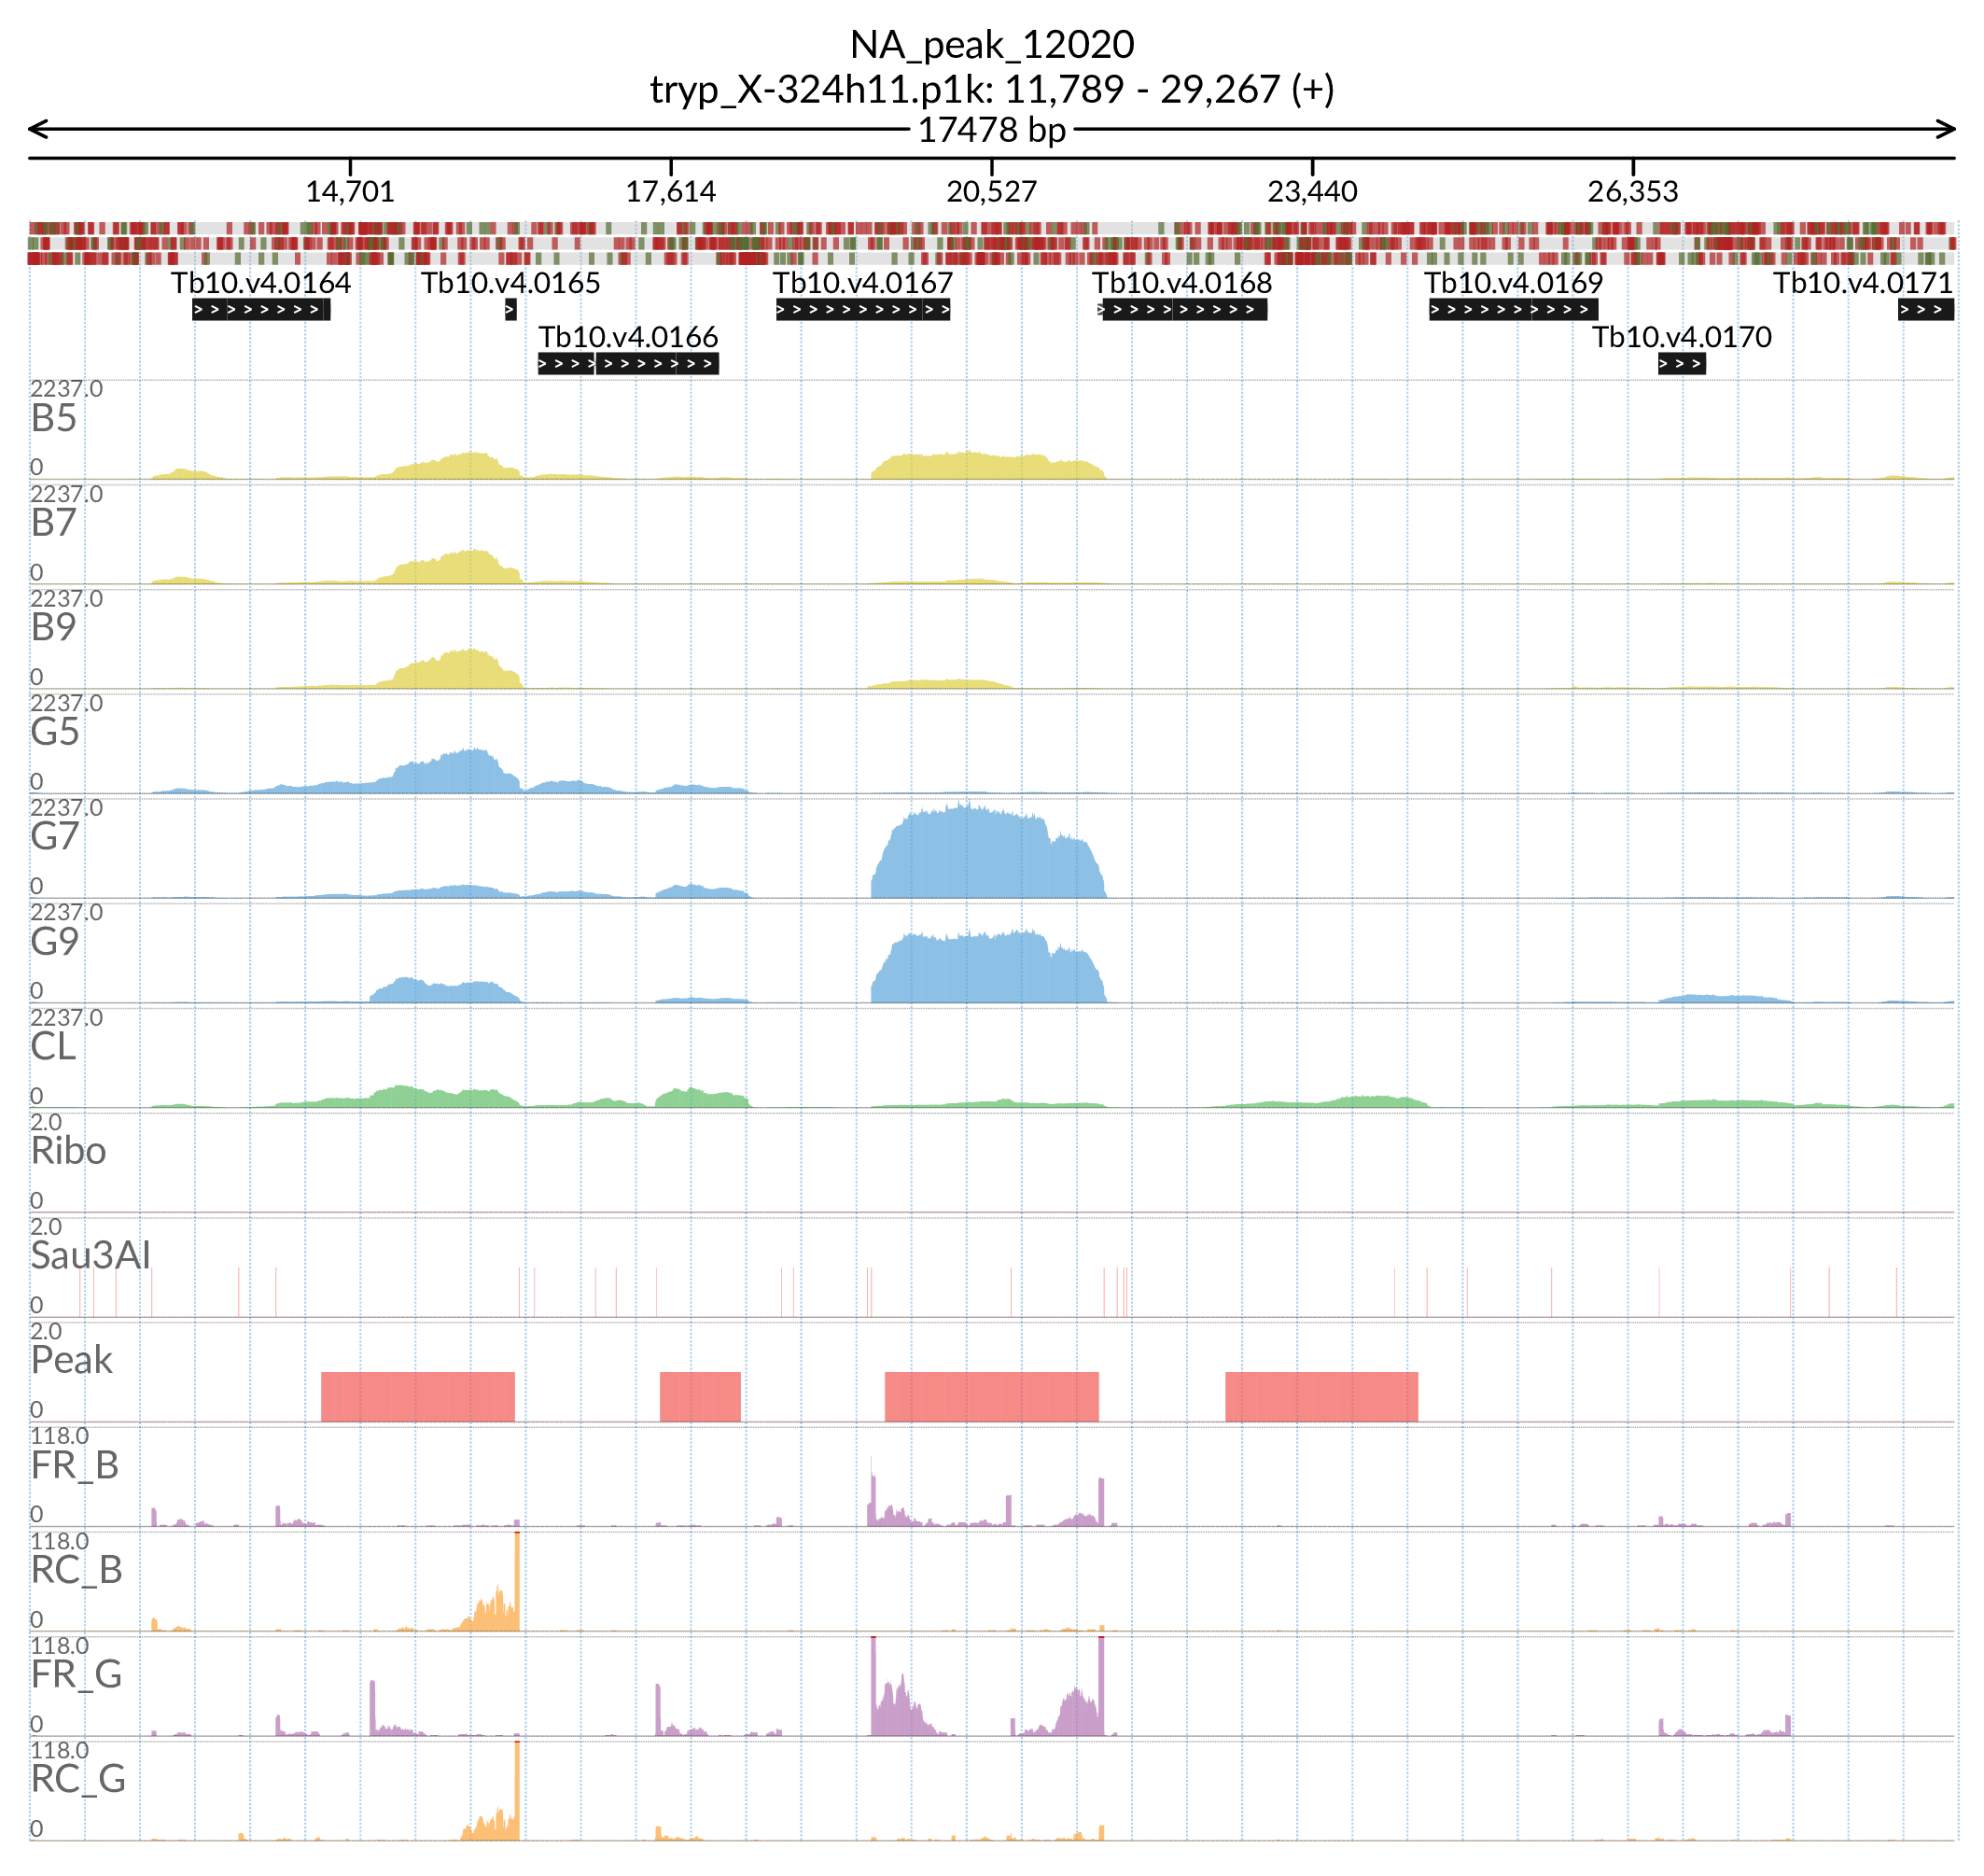 NA_peak_12020
tryp_X-324h11.p1k: 11,789 - 29,267 (+)
17478 bp
14,701 17,614 20,527 23,440 26,353
Tb10.v4.0164 Tb10.v4.0165 Tb10.v4.0167 Tb10.v4.0168 Tb10.v4.0169 Tb10.v4.0171
Tb10.v4.0166 Tb10.v4.0170
2237.0
B5
0
2237.0
B7
0
2237.0
B9
0
2237.0
G5
0
2237.0
G7
0
2237.0
G9
0
2237.0
CL
0
2.0
Ribo
0
2.0
Sau3AI
0
2.0
Peak
0
118.0
FR_B
0
118.0
RC_B
0
118.0
FR_G
0
118.0
RC_G
0